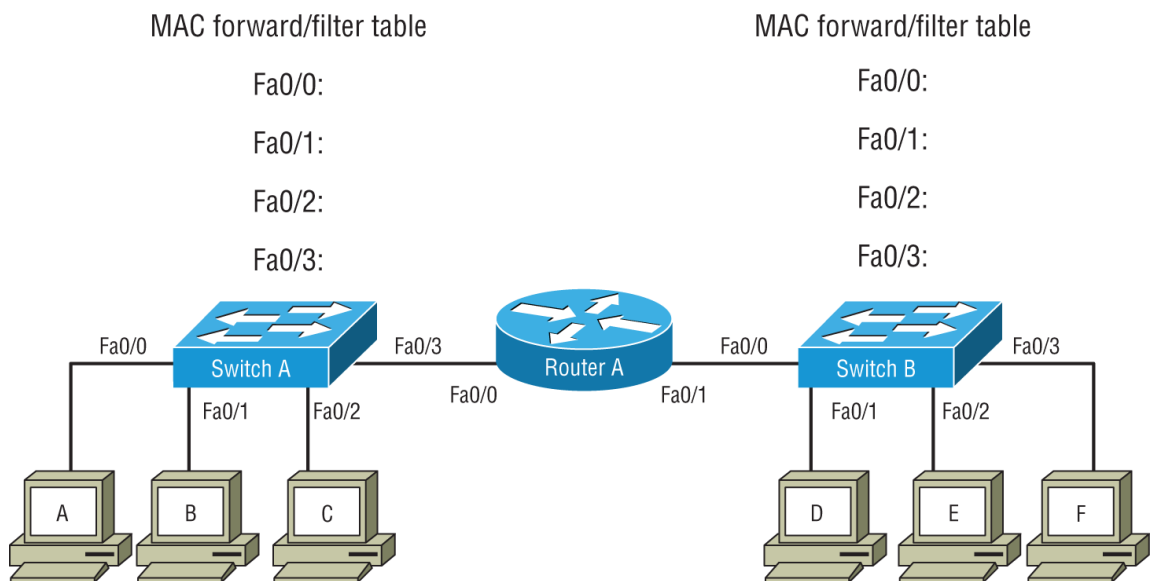 MAC forward/filter table
Fa0/0:
Fa0/1:
Fa0/2:
Fa0/3:
MAC forward/filter table
Fa0/0:
Fa0/1:
Fa0/2:
Fa0/3:
Fa0/0
Switch A
Fa0/3
Fa0/1
Fa0/2
Fa0/0
Router A
Fa0/1
Fa0/0
Switch B
Fa0/3
Fa0/1
Fa0/2
A
B
C
D
E
F